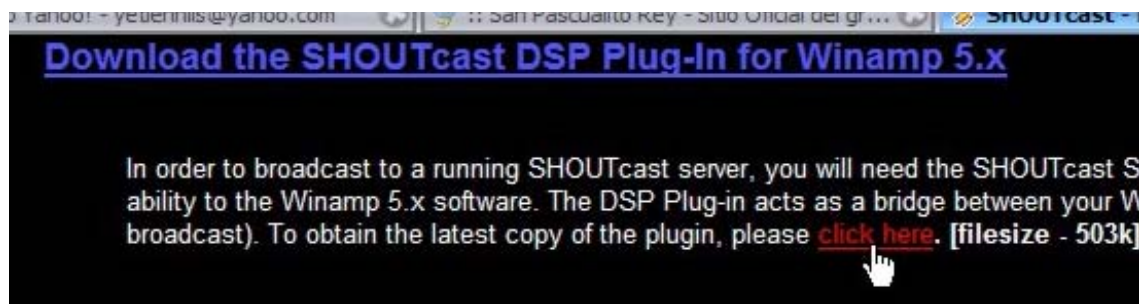 Yahoo! - yetlenniis@yahoo.com :: San Pascualito Rey - Sitio Oficial del gr... SHOUTcast -
Download the SHOUTcast DSP Plug-In for Winamp 5.x
In order to broadcast to a running SHOUTcast server, you will need the SHOUTcast S
ability to the Winamp 5.x software. The DSP Plug-in acts as a bridge between your W
broadcast). To obtain the latest copy of the plugin, please click here. [filesize - 503k]